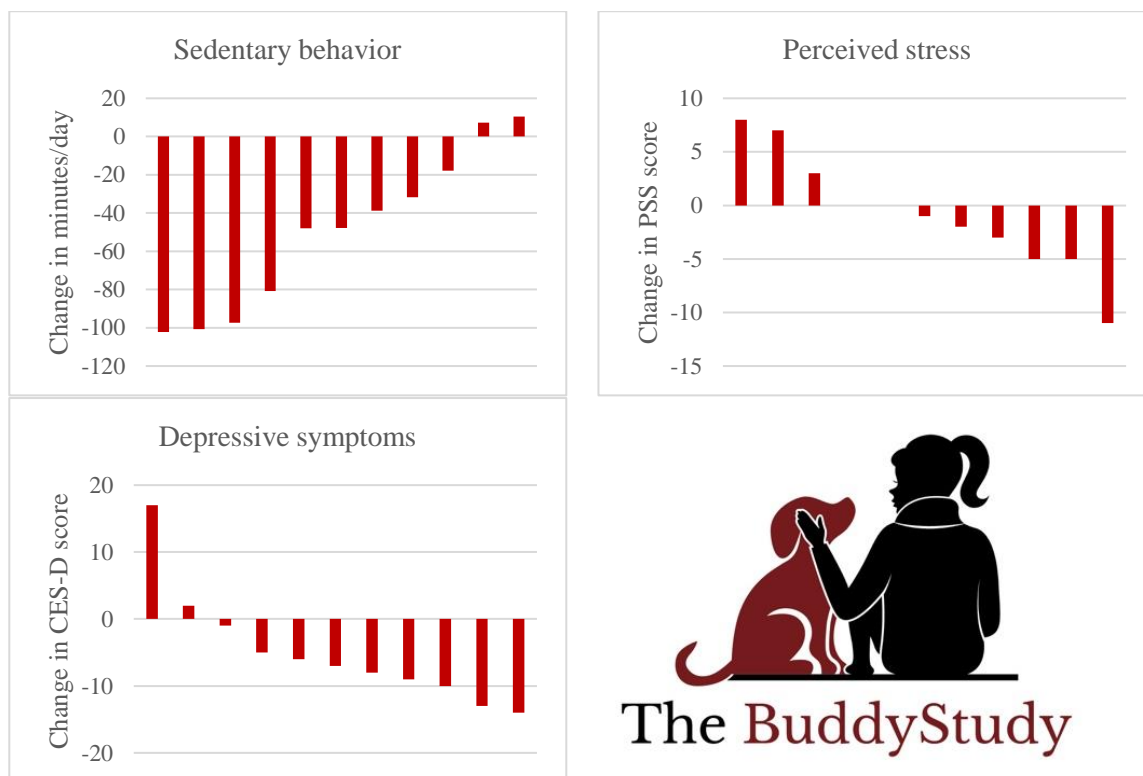 Sedentary behavior
Change in minutes/day
20
0
-20
-40
-60
-80
-100
-120
Perceived stress
Change in PSS score
10
5
0
-5
-10
-15
Depressive symptoms
Change in CES-D score
20
10
0
-10
-20
The BuddyStudy